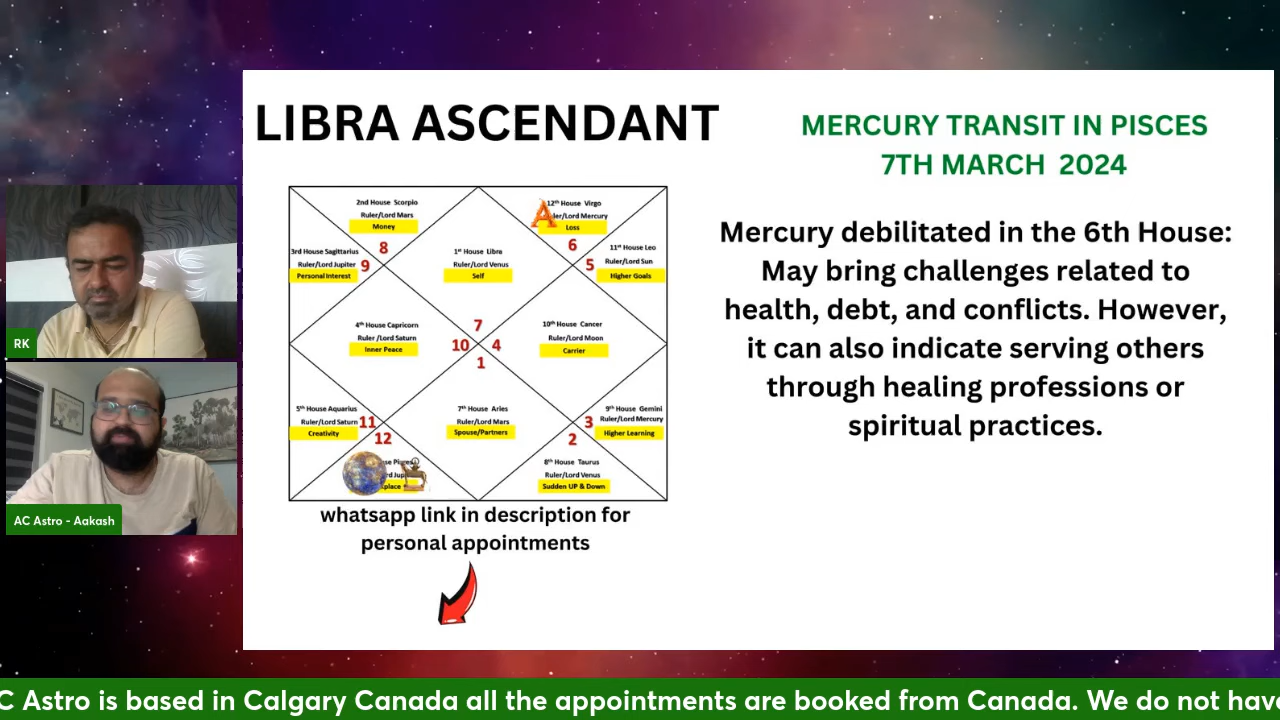 LIBRA ASCENDANT
MERCURY TRANSIT IN PISCES
7TH MARCH 2024
Mercury debilitated in the 6th House:
May bring challenges related to
health, debt, and conflicts. However,
it can also indicate serving others
through healing professions or
spiritual practices.
2nd House Scorpio
Ruler/Lord Mars
Money
8
12th House Virgo
Mercury
Loss
6
3rd House Sagittarius
Ruler/Lord Jupiter
Personal Interest
9
1st House Libra
Ruler/Lord Venus
Self
11th House Leo
Ruler/Lord Sun
Higher Goals
5
4th House Capricorn
Ruler /Lord Saturn
Inner Peace
10th House Cancer
Ruler/Lord Moon
Carrier
7
10 4
1
5th House Aquarius
Ruler/Lord Saturn
Creativity
11
12
7th House Aries
Ruler/Lord Mars
Spouse/Partners
9th House Gemini
Ruler/Lord Mercury
Higher Learning
3
2
8th House Taurus
Ruler/Lord Venus
Sudden UP & Down
whatsapp link in description for
personal appointments
RK
AC Astro - Aakash
C Astro is based in Calgary Canada all the appointments are booked from Canada. We do not hav